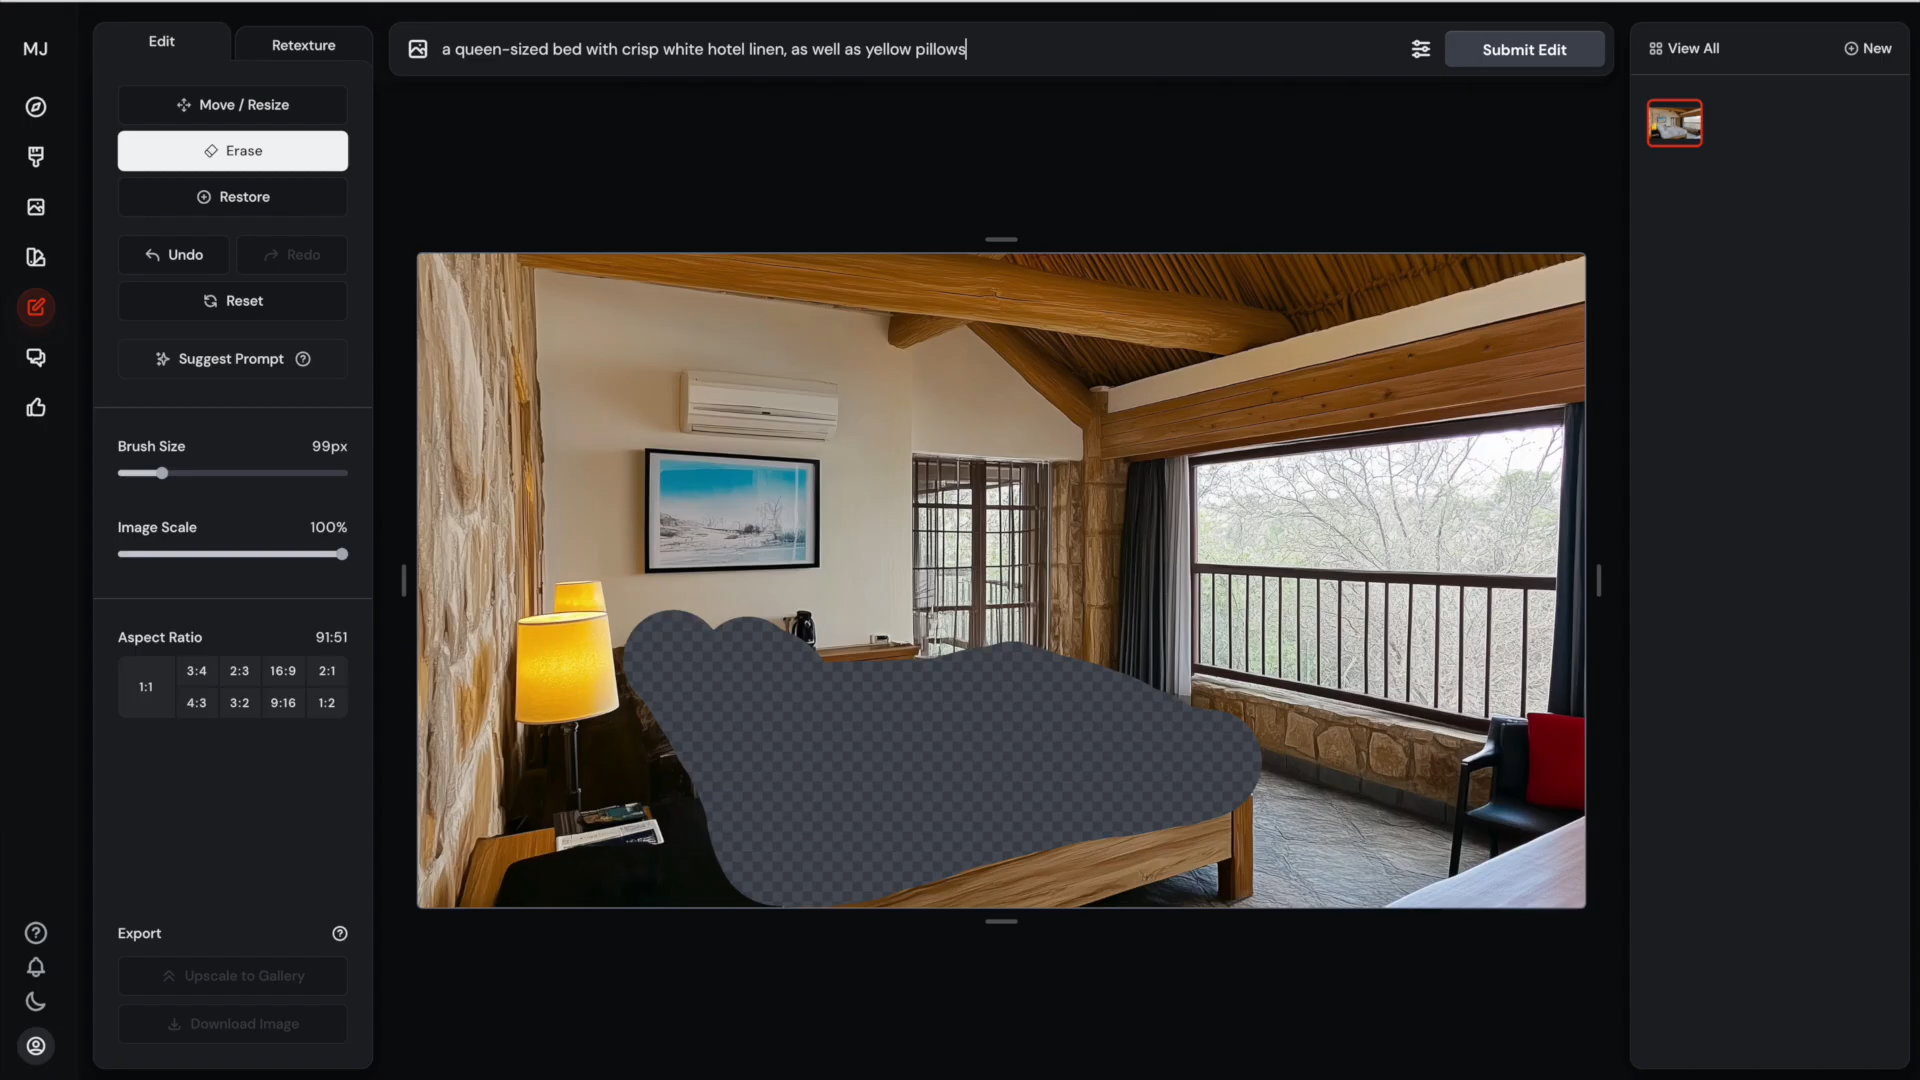 MJ
Edit
Retexture
a queen-sized bed with crisp white hotel linen, as well as yellow pillows
Submit Edit
View All
New
Move / Resize
Erase
Restore
Undo
Redo
Reset
Suggest Prompt
Brush Size 99px
Image Scale 100%
Aspect Ratio 91:51
1:1
3:4 2:3 16:9 2:1
4:3 3:2 9:16 1:2
Export
Upscale to Gallery
Download Image